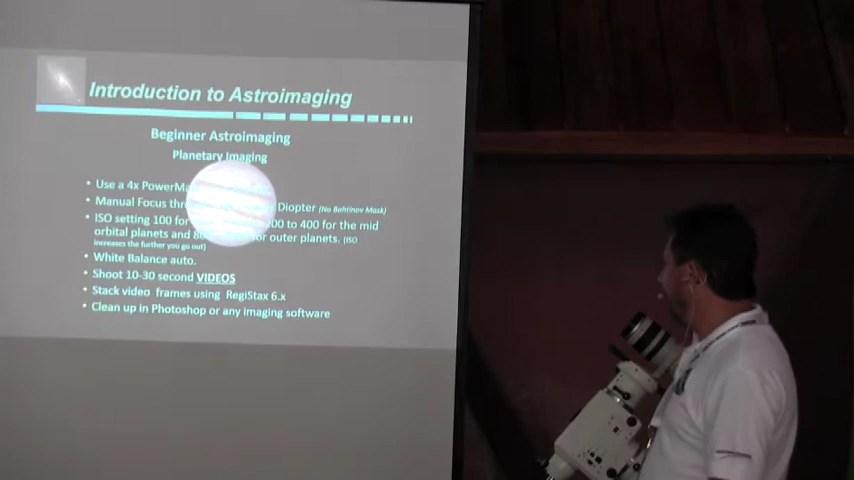 Introduction to Astroimaging
Beginner Astroimaging
Planetary Imaging
• Use a 4x PowerMa
• Manual Focus thr Diopter (No Bahtinov Mask)
• ISO setting 100 for 00 to 400 for the mid
orbital planets and 8 or outer planets. (ISO
increases the further you go out)
• White Balance auto.
• Shoot 10-30 second VIDEOS
• Stack video frames using RegiStax 6.x
• Clean up in Photoshop or any imaging software